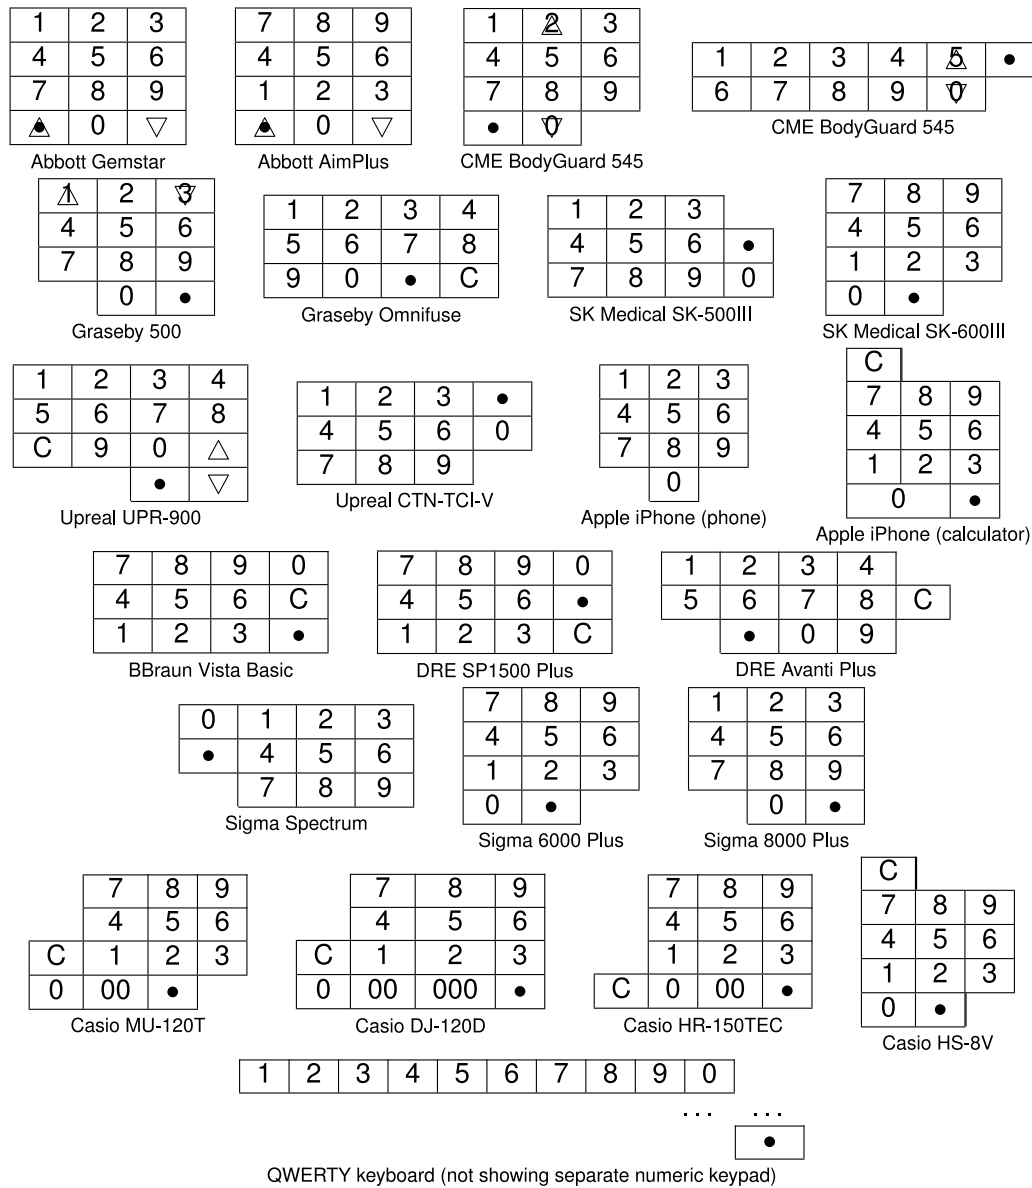 1 2 3
4 5 6
7 8 9
△● 0 ▽
Abbott Gemstar
7 8 9
4 5 6
1 2 3
△● 0 ▽
Abbott AimPlus
1 2△ 3
4 5 6
7 8 9
● 0▽
CME BodyGuard 545
1 2 3 4 5△ ●
6 7 8 9 0▽
CME BodyGuard 545
1△ 2 3▽
4 5 6
7 8 9
0 ●
Graseby 500
1 2 3 4
5 6 7 8
9 0 ● C
Graseby Omnifuse
1 2 3
4 5 6 ●
7 8 9 0
SK Medical SK-500III
7 8 9
4 5 6
1 2 3
0 ●
SK Medical SK-600III
1 2 3 4
5 6 7 8
C 9 0 △
● ▽
Upreal UPR-900
1 2 3 ●
4 5 6 0
7 8 9
Upreal CTN-TCI-V
1 2 3
4 5 6
7 8 9
0
Apple iPhone (phone)
C
7 8 9
4 5 6
1 2 3
0 ●
Apple iPhone (calculator)
7 8 9 0
4 5 6 C
1 2 3 ●
BBraun Vista Basic
7 8 9 0
4 5 6 ●
1 2 3 C
DRE SP1500 Plus
1 2 3 4
5 6 7 8 C
● 0 9
DRE Avanti Plus
0 1 2 3
● 4 5 6
7 8 9
Sigma Spectrum
7 8 9
4 5 6
1 2 3
0 ●
Sigma 6000 Plus
1 2 3
4 5 6
7 8 9
0 ●
Sigma 8000 Plus
7 8 9
4 5 6
C 1 2 3
0 00 ●
Casio MU-120T
7 8 9
4 5 6
C 1 2 3
0 00 000 ●
Casio DJ-120D
7 8 9
4 5 6
1 2 3
C 0 00 ●
Casio HR-150TEC
C
7 8 9
4 5 6
1 2 3
0 ●
Casio HS-8V
1 2 3 4 5 6 7 8 9 0
... ...
●
QWERTY keyboard (not showing separate numeric keypad)